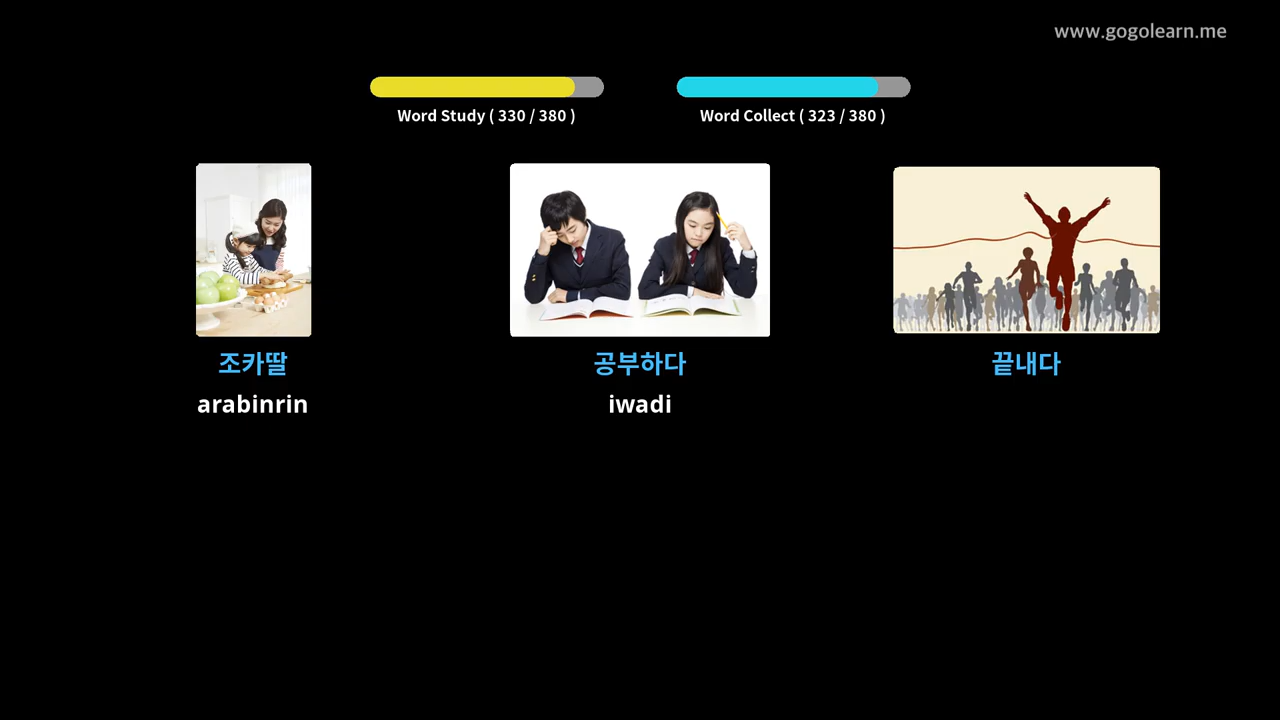 www.gogolearn.me
Word Study ( 330 / 380 )
Word Collect ( 323 / 380 )
조카딸
공부하다
끝내다
arabinrin
iwadi